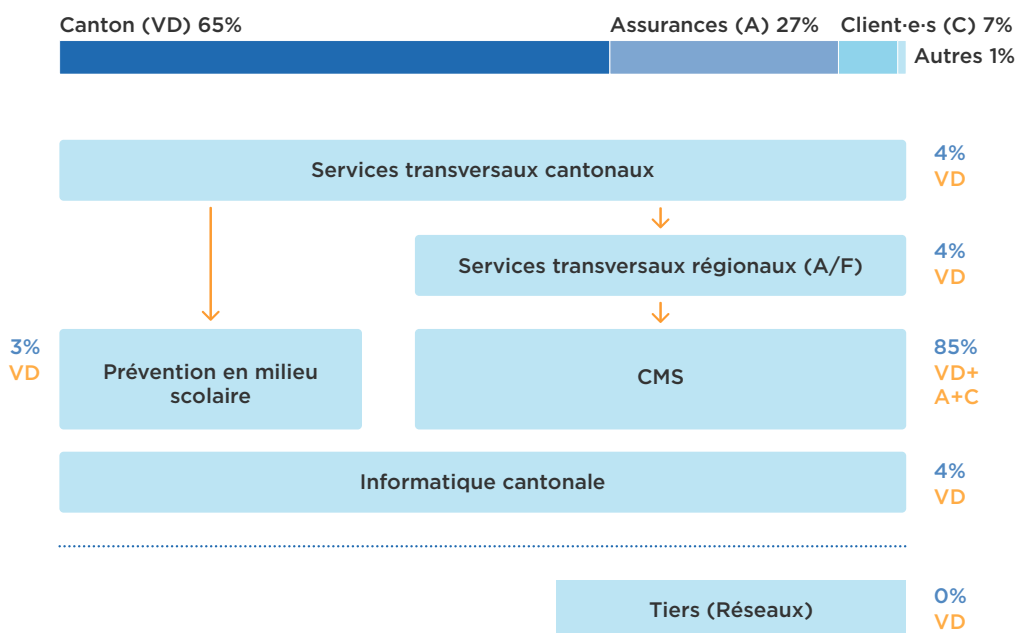 Canton (VD) 65%
Assurances (A) 27%
Client·e·s (C) 7%
Autres 1%
Services transversaux cantonaux
4%
VD
Services transversaux régionaux (A/F)
4%
VD
3%
VD
Prévention en milieu
scolaire
CMS
85%
VD+
A+C
Informatique cantonale
4%
VD
Tiers (Réseaux)
0%
VD